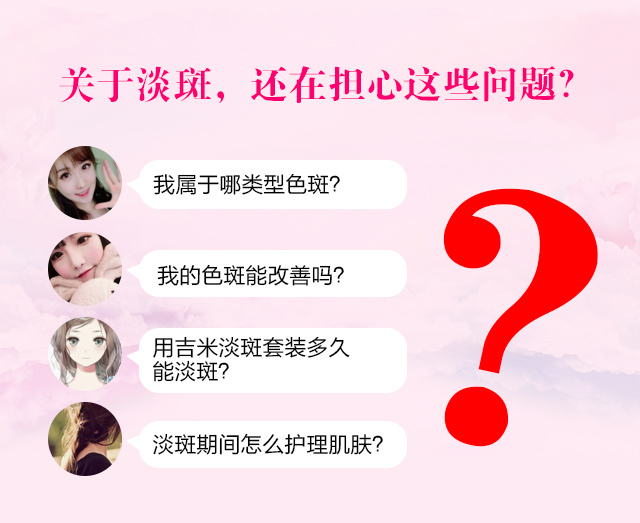 关于淡斑，还在担心这些问题？
我属于哪类型色斑？
我的色斑能改善吗？
用吉米淡斑套装多久
能淡斑？
淡斑期间怎么护理肌肤？
?